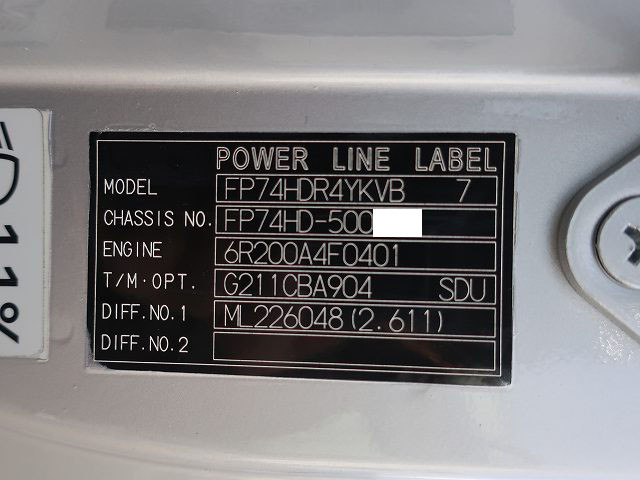 POWER LINE LABEL
MODEL FP74HDR4YKVB 7
CHASSIS NO. FP74HD-500
ENGINE 6R200A4F0401
T/M·OPT. G211CBA904 SDU
DIFF.NO.1 ML226048(2.611)
DIFF.NO.2
11%